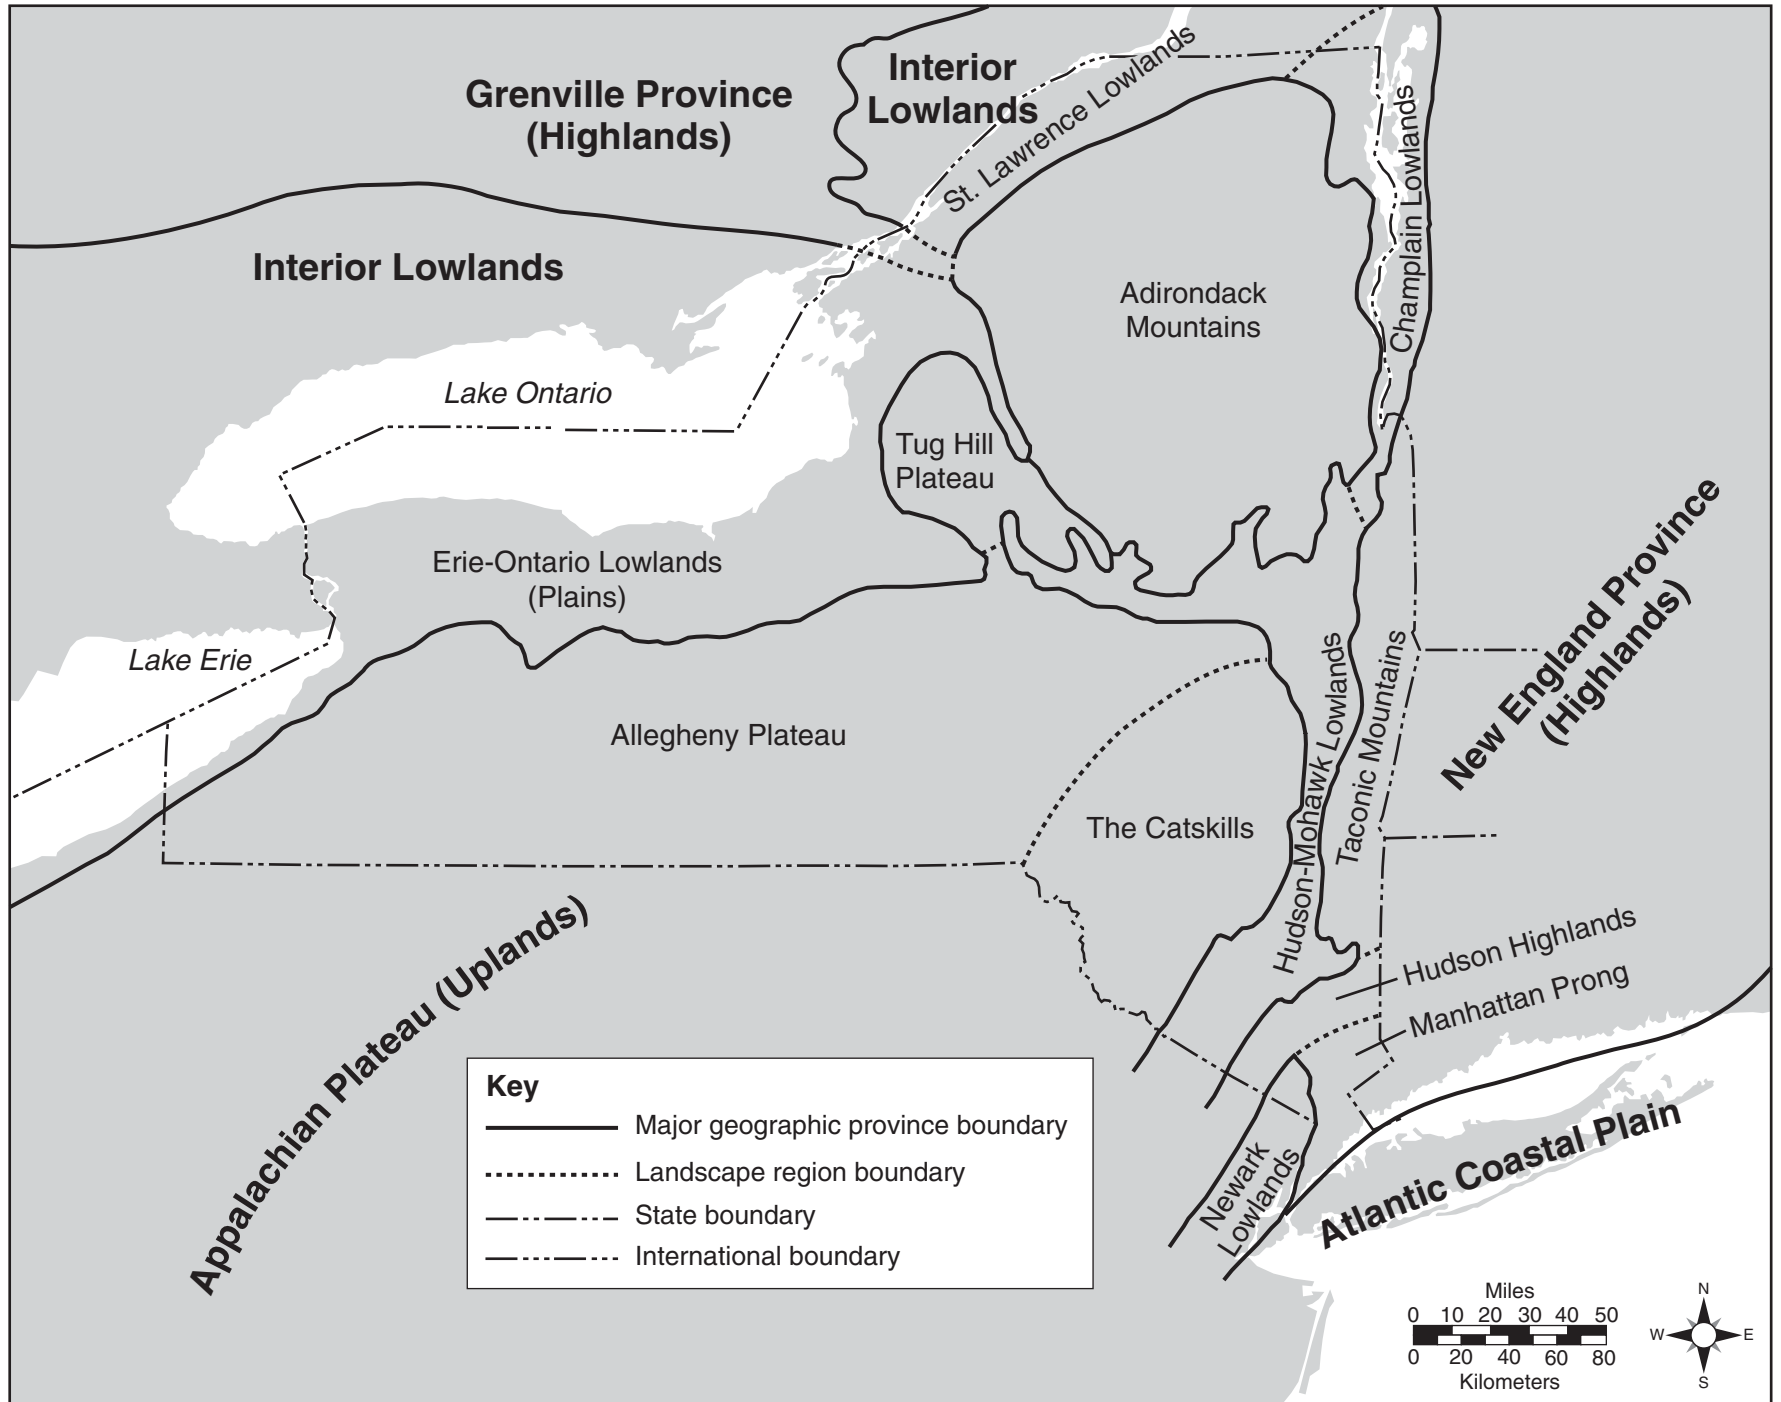 Grenville Province
(Highlands)
Interior
Lowlands
St. Lawrence Lowlands
Champlain Lowlands
Interior Lowlands
Adirondack
Mountains
Lake Ontario
Tug Hill
Plateau
Erie-Ontario Lowlands
(Plains)
Lake Erie
Allegheny Plateau
The Catskills
Hudson-Mohawk Lowlands
Taconic Mountains
New England Province
(Highlands)
Appalachian Plateau (Uplands)
Hudson Highlands
Manhattan Prong
Newark
Lowlands
Atlantic Coastal Plain
Key
Major geographic province boundary
Landscape region boundary
State boundary
International boundary
Miles
0 10 20 30 40 50
0 20 40 60 80
Kilometers
N
W E
S